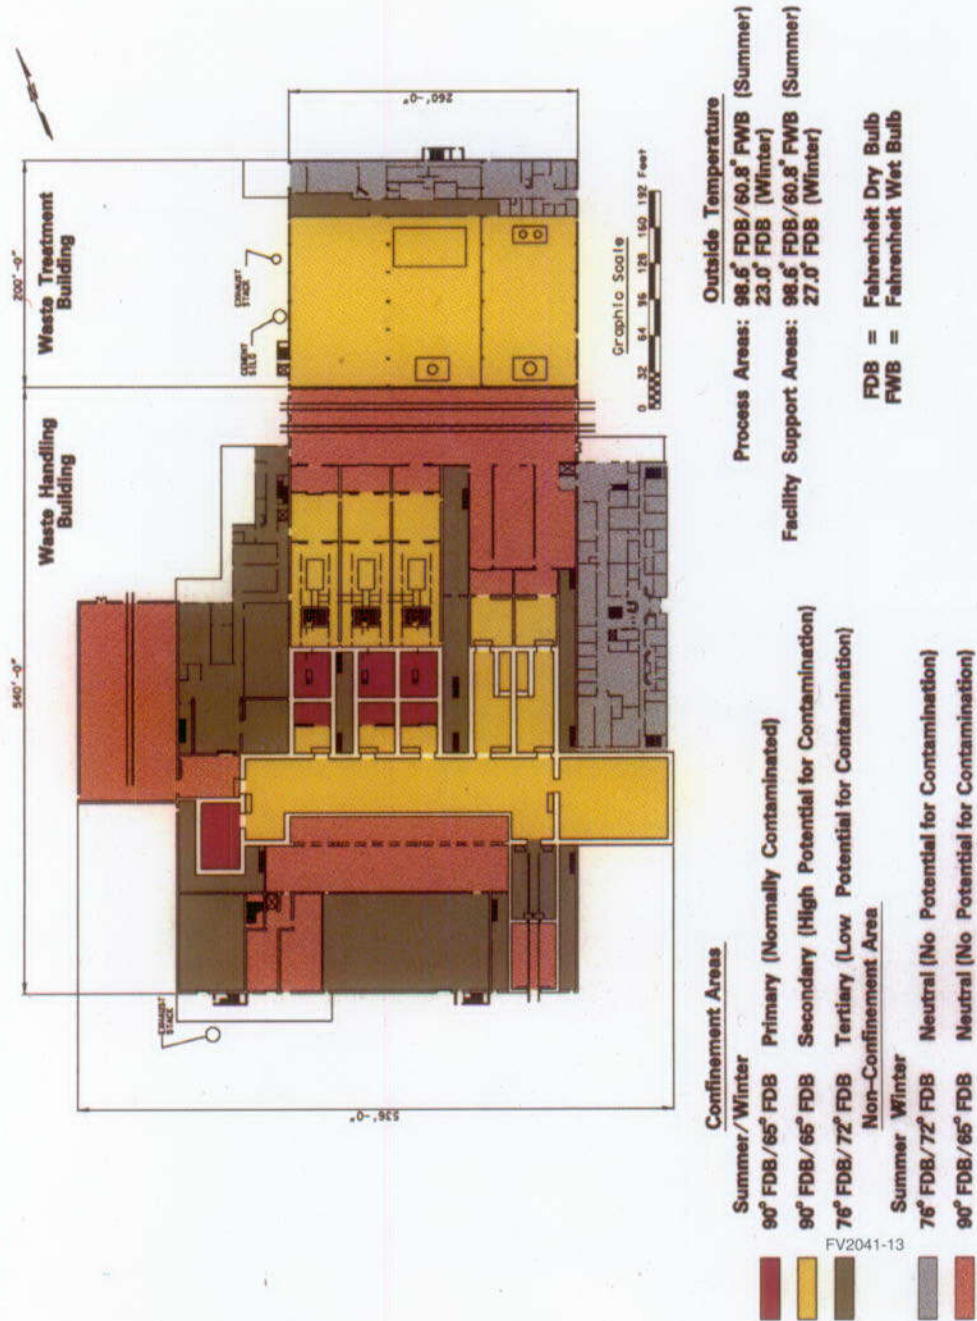 540'-0"
200'-0"
Waste Handling
Building
Waste Treatment
Building
N
EXHAUST
STACK
CEMENT
SILO
EXHAUST
STACK
536'-0"
260'-0"
Graphic Scale
0 32 64 96 128 160 192 Feet
Confinement Areas
Summer/Winter
90° FDB/65° FDB Primary (Normally Contaminated)
90° FDB/65° FDB Secondary (High Potential for Contamination)
76° FDB/72° FDB Tertiary (Low Potential for Contamination)
Non-Confinement Area
Summer Winter
76° FDB/72° FDB Neutral (No Potential for Contamination)
90° FDB/65° FDB Neutral (No Potential for Contamination)
Outside Temperature
Process Areas: 98.6° FDB/60.8° FWB (Summer)
23.0° FDB (Winter)
Facility Support Areas: 98.6° FDB/60.8° FWB (Summer)
27.0° FDB (Winter)
FDB = Fahrenheit Dry Bulb
FWB = Fahrenheit Wet Bulb
FV2041-13